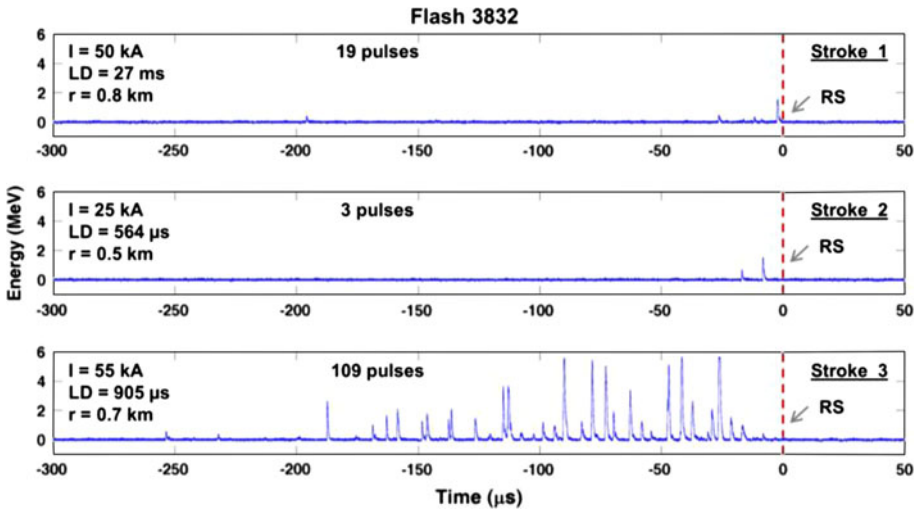 Flash 3832
I = 50 kA
LD = 27 ms
r = 0.8 km
19 pulses
Stroke 1
RS
6
4
2
0
-300 -250 -200 -150 -100 -50 0 50
I = 25 kA
LD = 564 µs
r = 0.5 km
3 pulses
Stroke 2
RS
6
4
2
0
-300 -250 -200 -150 -100 -50 0 50
Energy (MeV)
I = 55 kA
LD = 905 µs
r = 0.7 km
109 pulses
Stroke 3
RS
6
4
2
0
-300 -250 -200 -150 -100 -50 0 50
Time (µs)